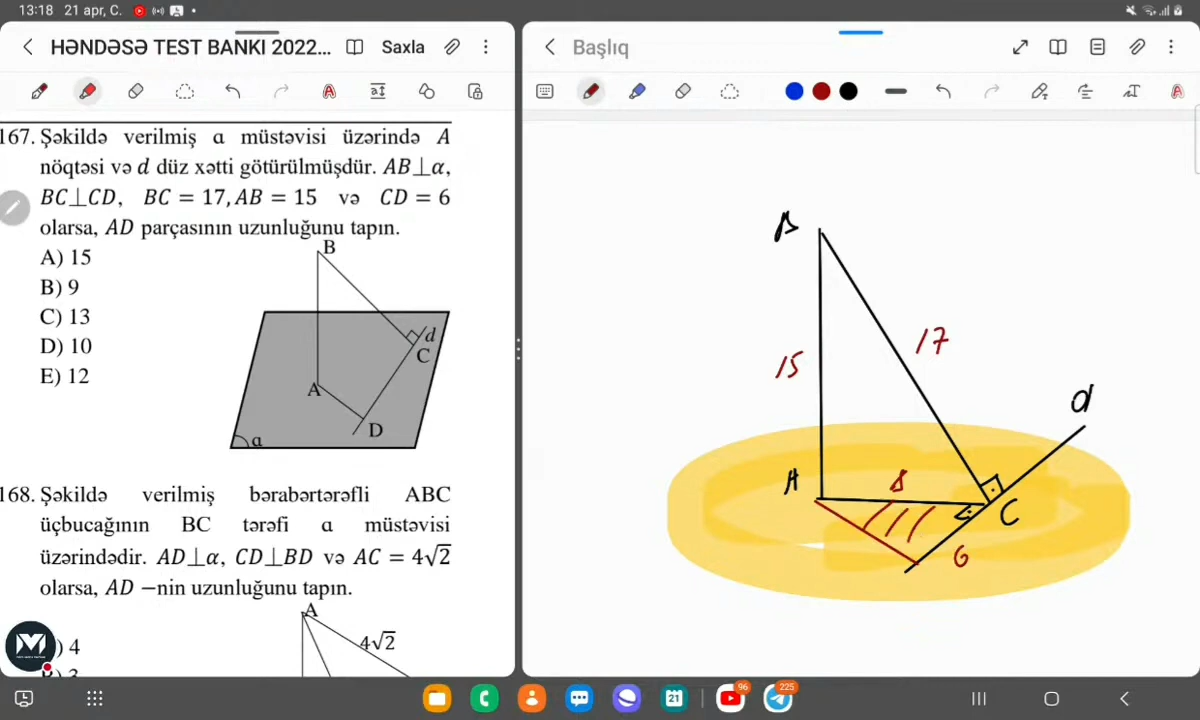 13:18 21 apr, C.
HƏNDƏSƏ TEST BANKI 2022... Saxla
Başlıq
167. Şəkildə verilmiş α müstəvisi üzərində A
nöqtəsi və d düz xətti götürülmüşdür. AB⊥α,
BC⊥CD, BC = 17, AB = 15 və CD = 6
olarsa, AD parçasının uzunluğunu tapın.
A) 15
B) 9
C) 13
D) 10
E) 12
B
d
C
A
D
α
168. Şəkildə verilmiş bərabərtərəfli ABC
üçbucağının BC tərəfi α müstəvisi
üzərindədir. AD⊥α, CD⊥BD və AC = 4√2
olarsa, AD −nin uzunluğunu tapın.
A
) 4
4√2
B
17
15
d
A
8
C
6
21
96
225